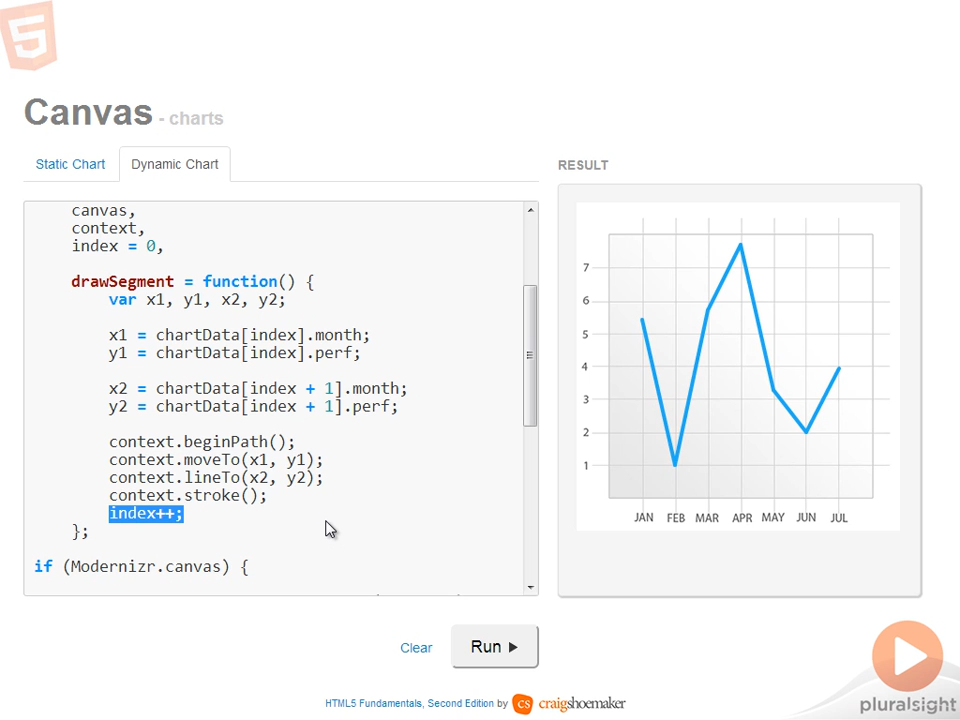 5
Canvas - charts
Static Chart
Dynamic Chart
canvas,
context,
index = 0,
drawSegment = function() {
var x1, y1, x2, y2;
x1 = chartData[index].month;
y1 = chartData[index].perf;
x2 = chartData[index + 1].month;
y2 = chartData[index + 1].perf;
context.beginPath();
context.moveTo(x1, y1);
context.lineTo(x2, y2);
context.stroke();
index++;
};
if (Modernizr.canvas) {
RESULT
7
6
5
4
3
2
1
JAN FEB MAR APR MAY JUN JUL
Clear
Run
HTML5 Fundamentals, Second Edition by cs craigshoemaker
pluralsight